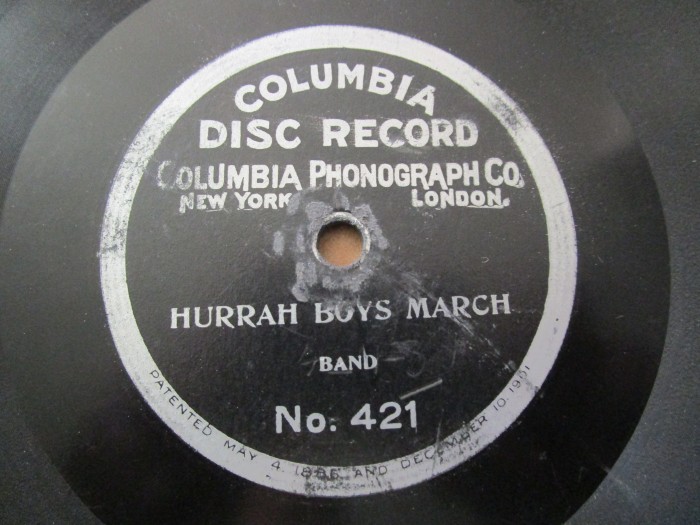 COLUMBIA
DISC RECORD
COLUMBIA PHONOGRAPH CO.
NEW YORK LONDON.
HURRAH BOYS MARCH
BAND
No. 421
PATENTED MAY 4, 1886 AND DECEMBER 10, 1901